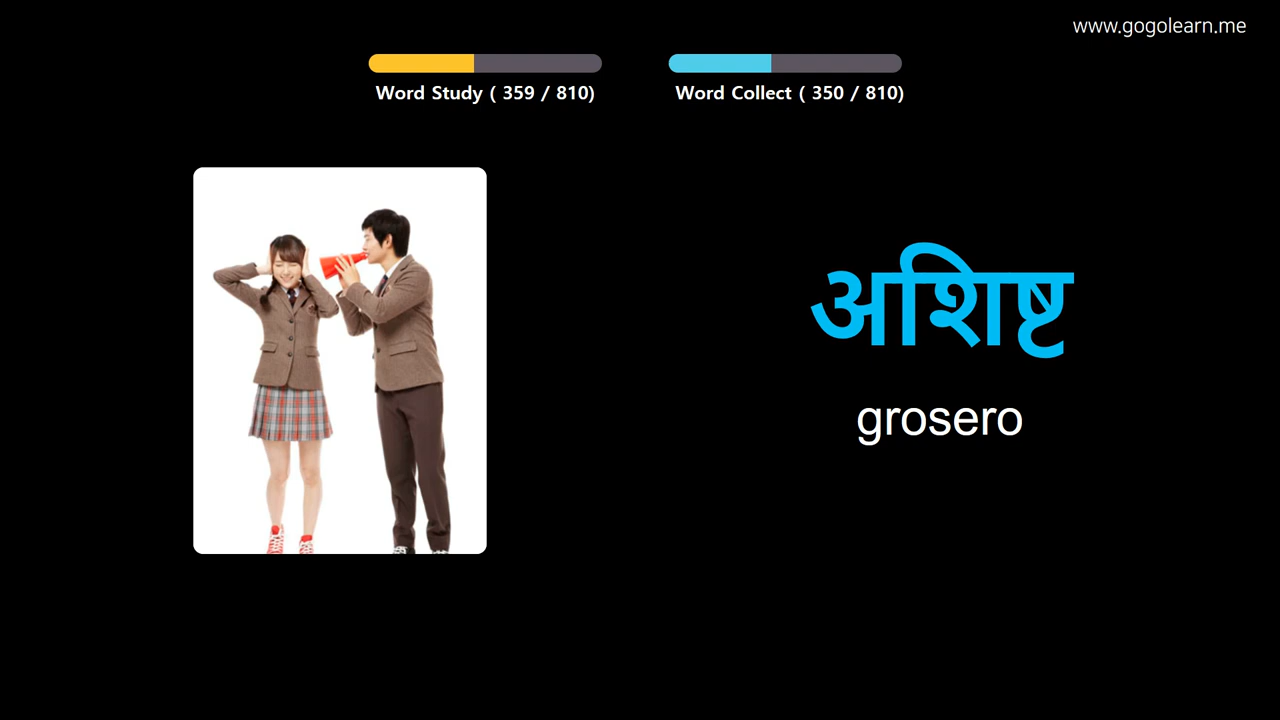 www.gogolearn.me
Word Study ( 359 / 810)
Word Collect ( 350 / 810)
अशिष्ट
grosero